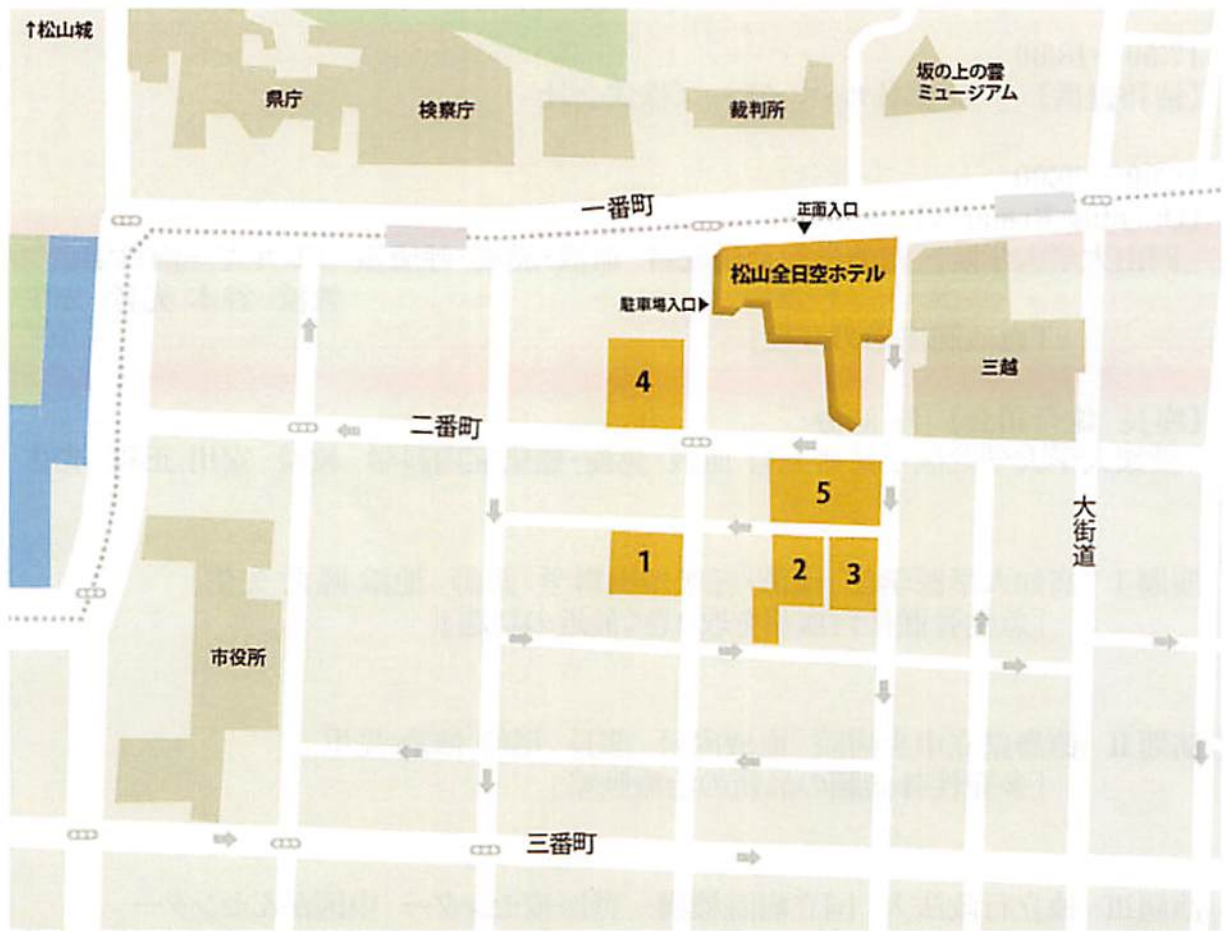 ↑松山城
県庁
検察庁
裁判所
坂の上の雲
ミュージアム
一番町
正面入口
▼
松山全日空ホテル
駐車場入口▶
4
三越
二番町
5
大街道
1
2
3
市役所
三番町